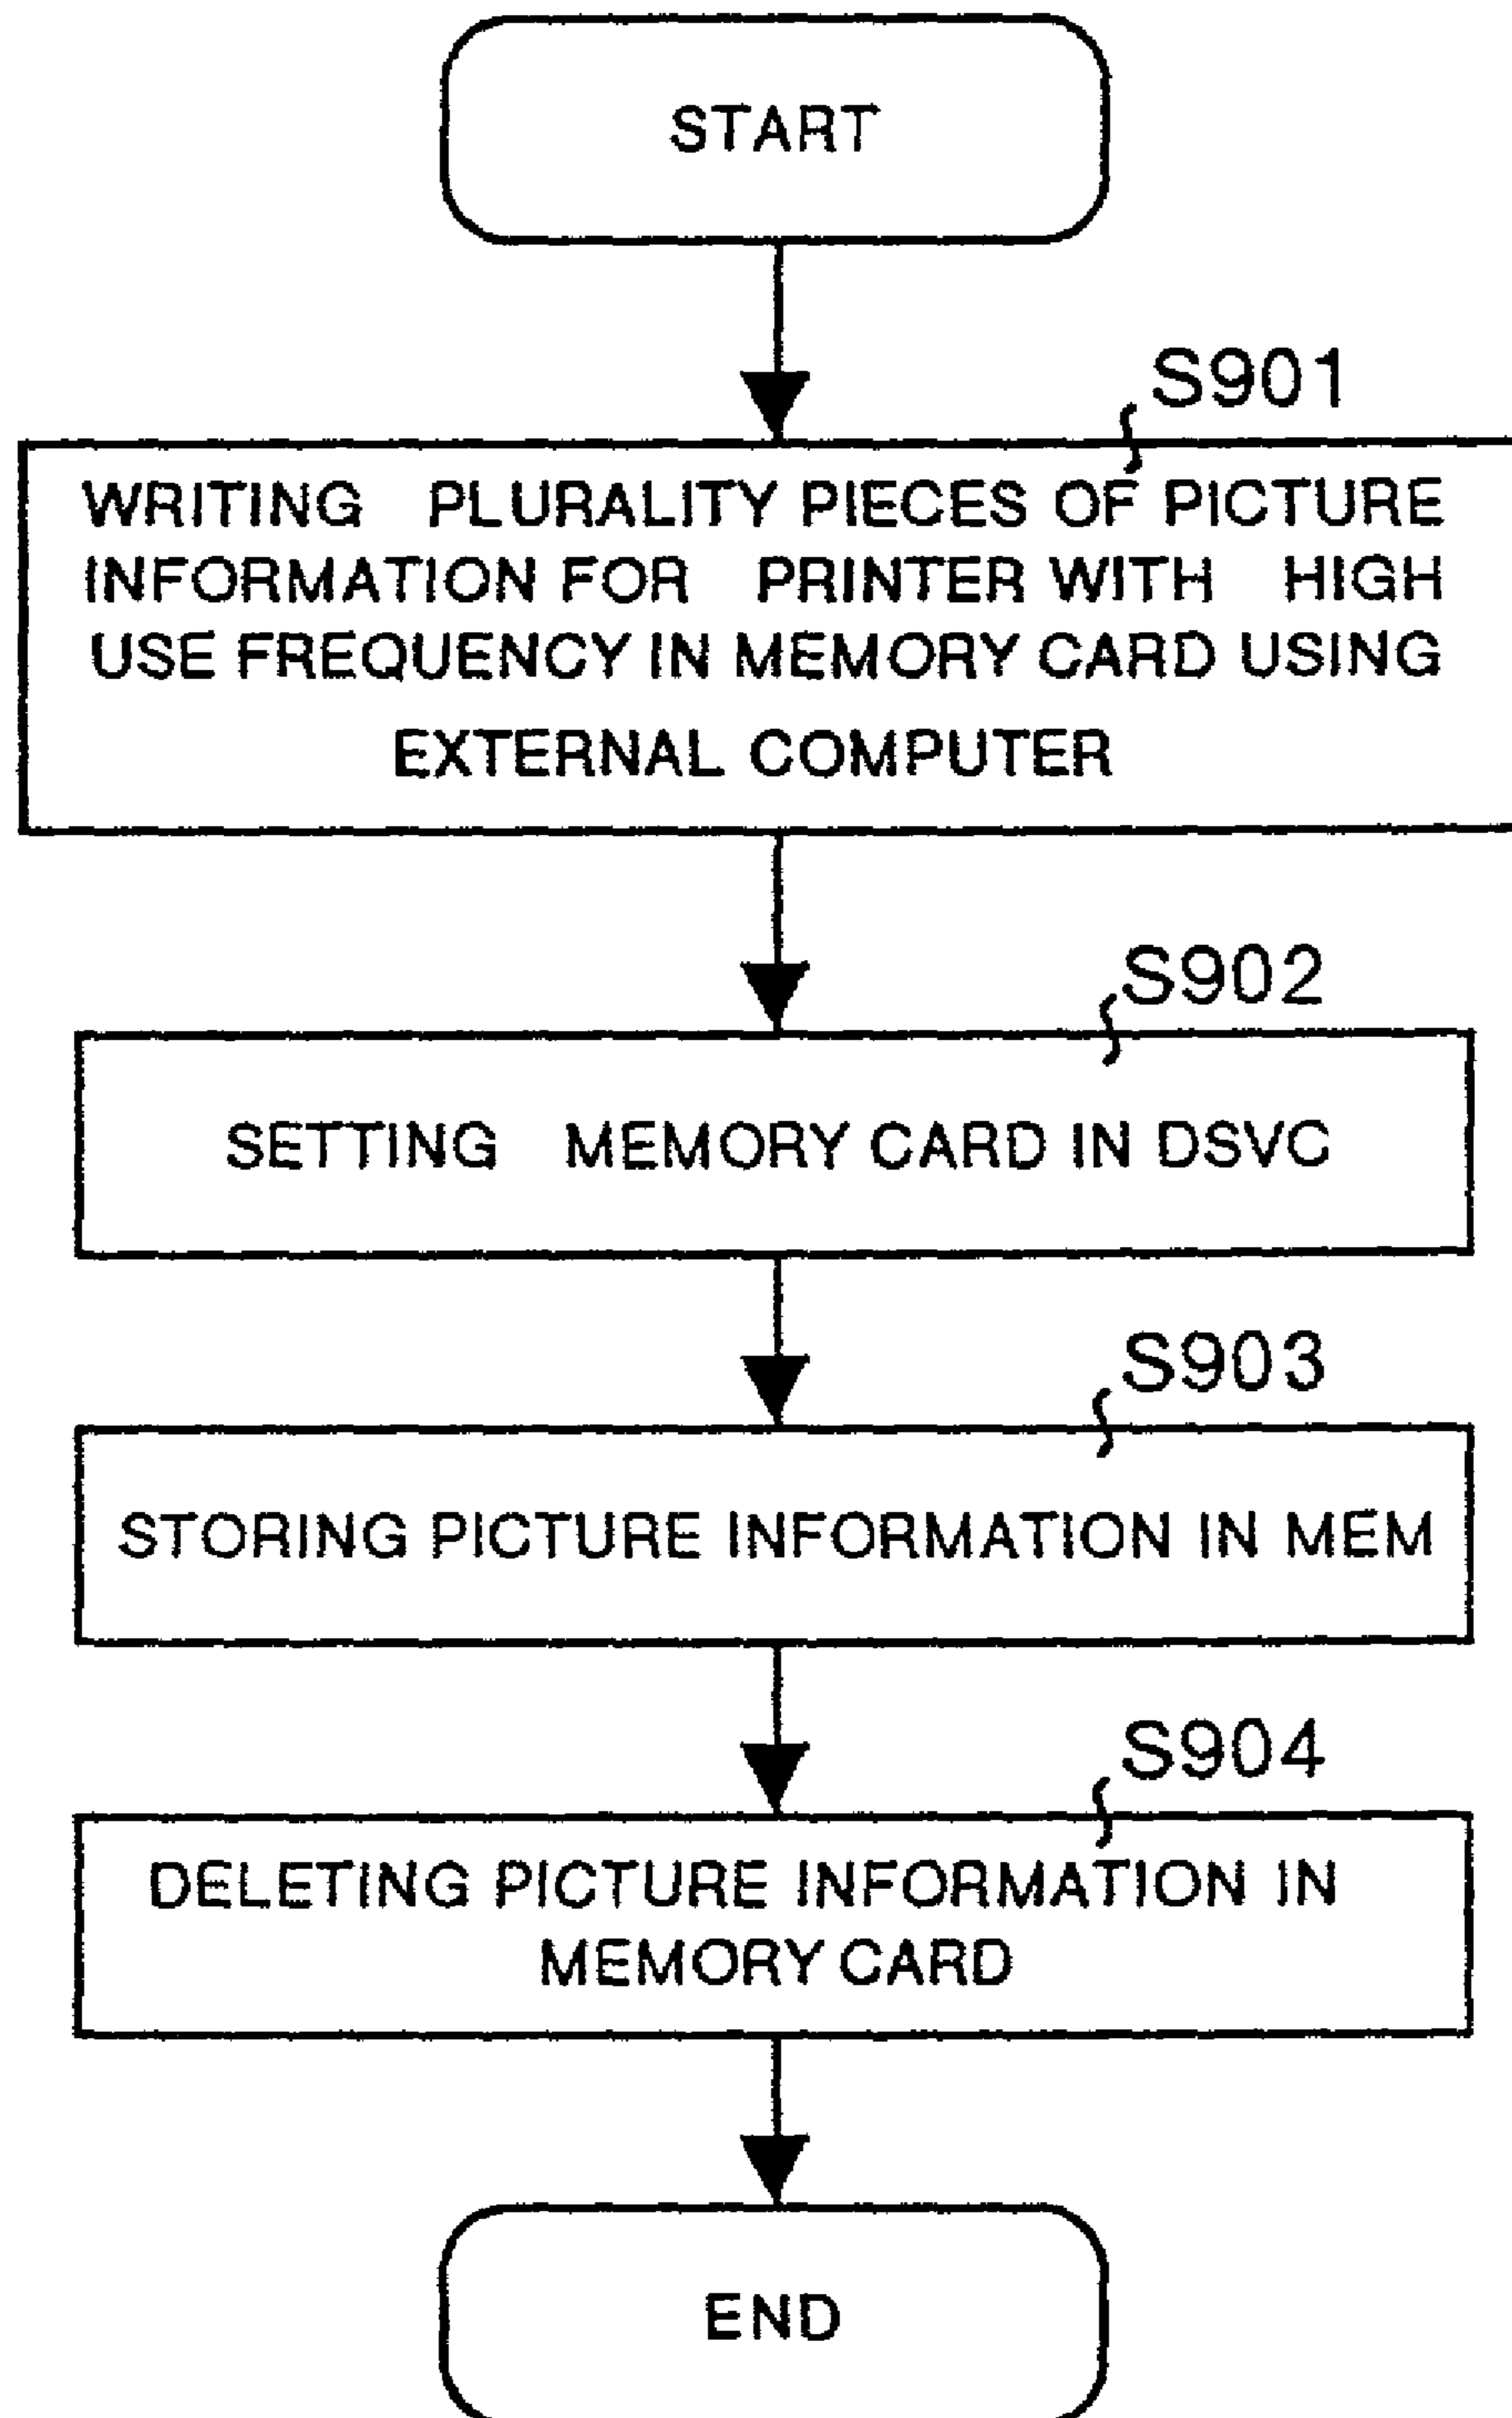 START
S901
WRITING PLURALITY PIECES OF PICTURE
INFORMATION FOR PRINTER WITH HIGH
USE FREQUENCY IN MEMORY CARD USING
EXTERNAL COMPUTER
S902
SETTING MEMORY CARD IN DSVC
S903
STORING PICTURE INFORMATION IN MEM
S904
DELETING PICTURE INFORMATION IN
MEMORY CARD
END